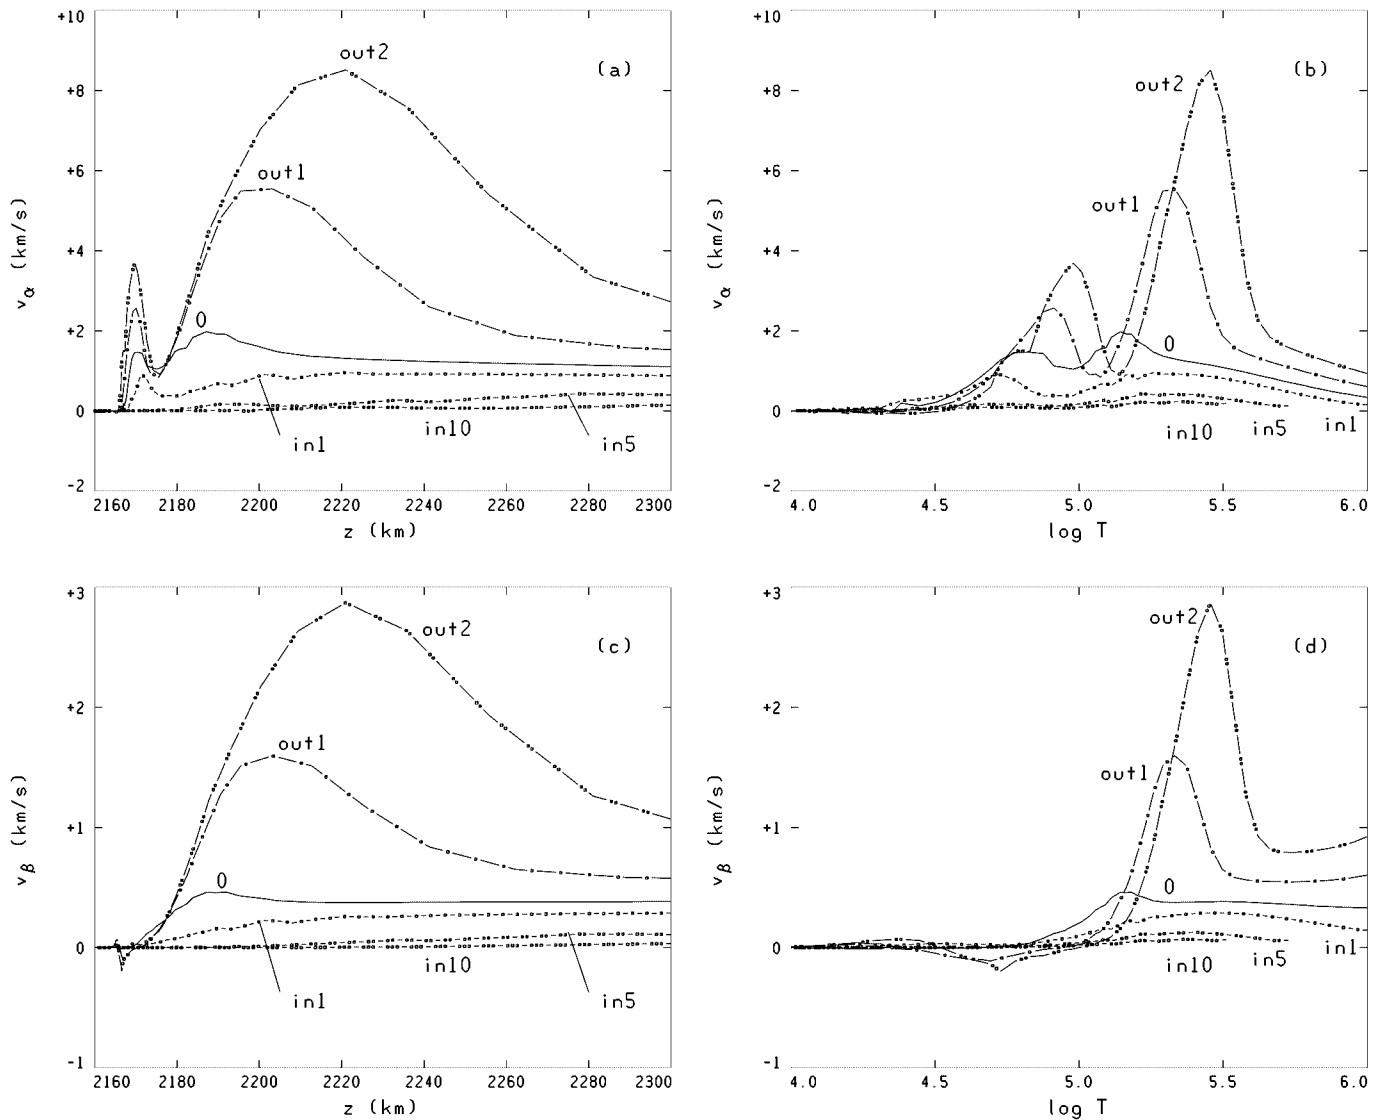 +10
+8
+6
+4
+2
0
-2
v_α (km/s)
2160 2180 2200 2220 2240 2260 2280 2300
z (km)
(a)
out2
out1
0
in1
in10
in5
+10
+8
+6
+4
+2
0
-2
v_α (km/s)
4.0 4.5 5.0 5.5 6.0
log T
(b)
out2
out1
0
in10
in5
in1
+3
+2
+1
0
-1
v_β (km/s)
2160 2180 2200 2220 2240 2260 2280 2300
z (km)
(c)
out2
out1
0
in1
in10
in5
+3
+2
+1
0
-1
v_β (km/s)
4.0 4.5 5.0 5.5 6.0
log T
(d)
out2
out1
0
in10
in5
in1